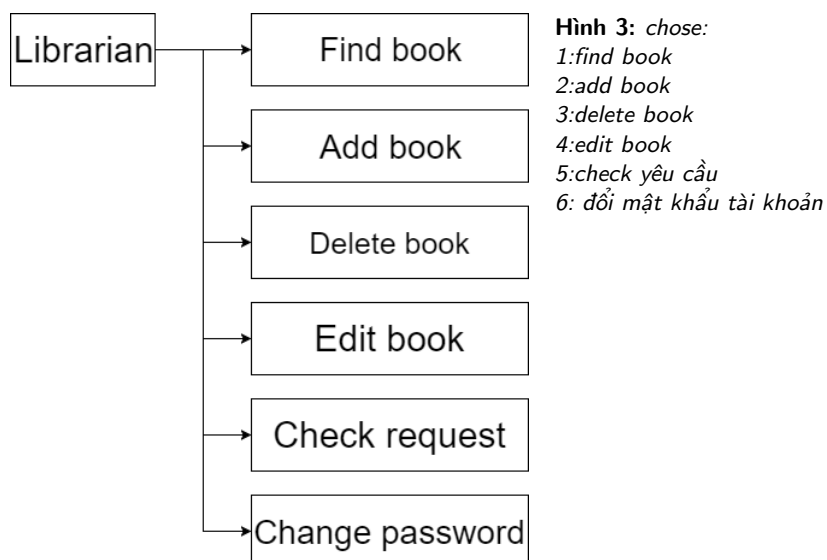 Librarian
Find book
Add book
Delete book
Edit book
Check request
Change password
Hình 3: chose:
1:find book
2:add book
3:delete book
4:edit book
5:check yêu cầu
6: đổi mật khẩu tài khoản